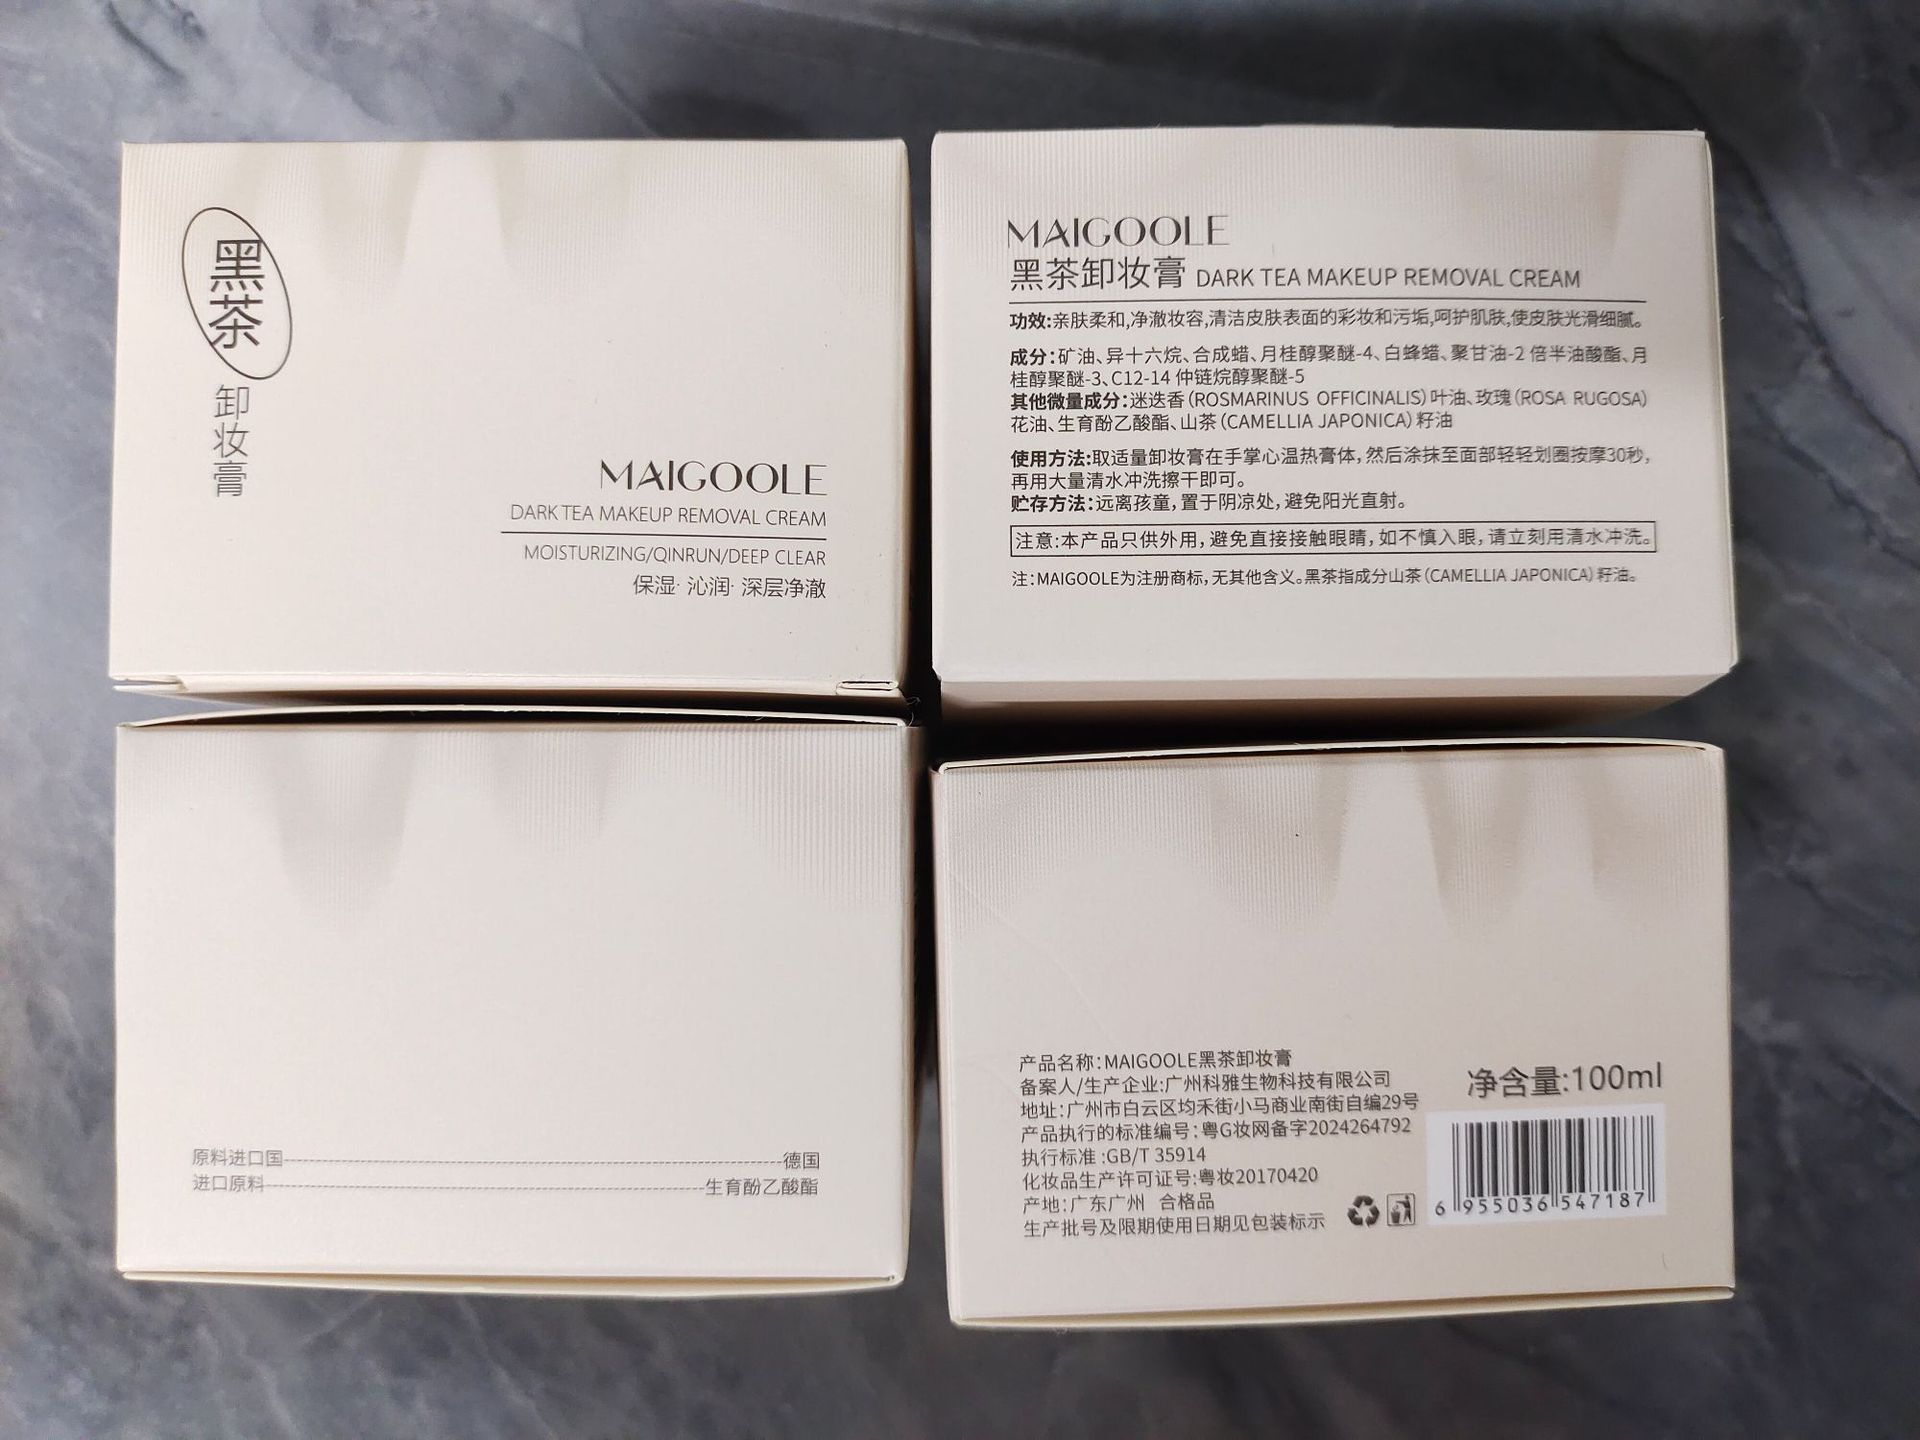 黑茶
卸妆膏
MAIGOOLE
DARK TEA MAKEUP REMOVAL CREAM
MOISTURIZING/QINRUN/DEEP CLEAR
保湿· 沁润· 深层净澈
MAIGOOLE
黑茶卸妆膏 DARK TEA MAKEUP REMOVAL CREAM
功效:亲肤柔和,净澈妆容,清洁皮肤表面的彩妆和污垢,呵护肌肤,使皮肤光滑细腻。
成分:矿油、异十六烷、合成蜡、月桂醇聚醚-4、白蜂蜡、聚甘油-2 倍半油酸酯、月
桂醇聚醚-3、C12-14 仲链烷醇聚醚-5
其他微量成分:迷迭香(ROSMARINUS OFFICINALIS)叶油、玫瑰(ROSA RUGOSA)
花油、生育酚乙酸酯、山茶(CAMELLIA JAPONICA)籽油
使用方法:取适量卸妆膏在手掌心温热膏体,然后涂抹至面部轻轻划圈按摩30秒,
再用大量清水冲洗擦干即可。
贮存方法:远离孩童,置于阴凉处,避免阳光直射。
注意:本产品只供外用,避免直接接触眼睛,如不慎入眼,请立刻用清水冲洗。
注:MAIGOOLE为注册商标,无其他含义。黑茶指成分山茶(CAMELLIA JAPONICA)籽油。
原料进口国--------------------德国
进口原料--------------------生育酚乙酸酯
产品名称:MAIGOOLE黑茶卸妆膏
备案人/生产企业:广州科雅生物科技有限公司
地址:广州市白云区均禾街小马商业南街自编29号
产品执行的标准编号:粤G妆网备字2024264792
执行标准:GB/T 35914
化妆品生产许可证号:粤妆20170420
产地:广东广州 合格品
生产批号及限期使用日期见包装标示
净含量:100ml
6 955036 547187